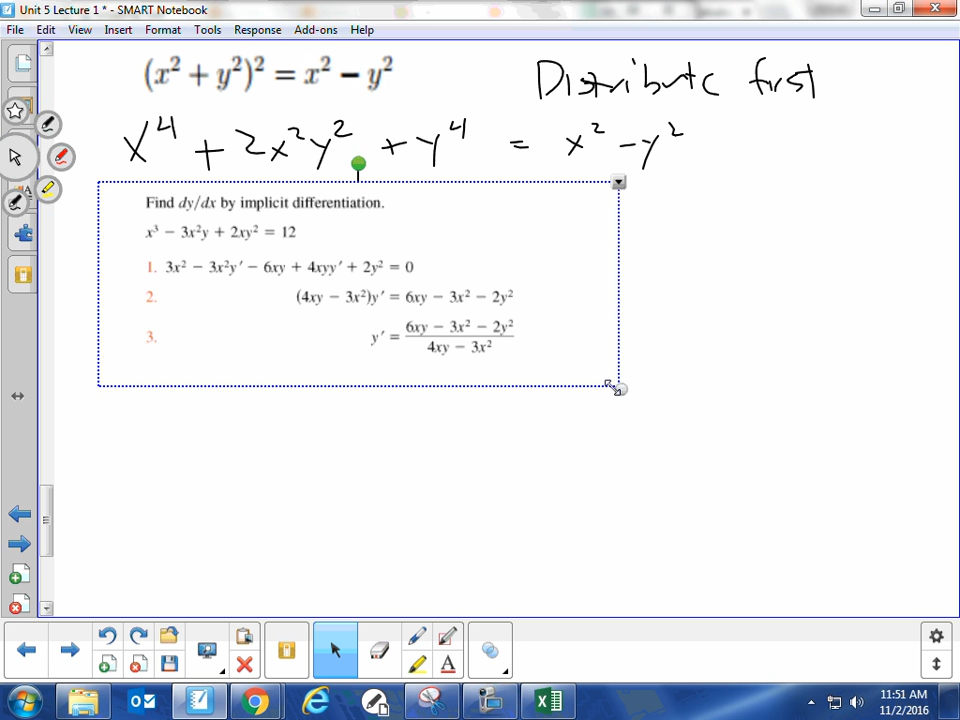 Unit 5 Lecture 1 * - SMART Notebook
File Edit View Insert Format Tools Response Add-ons Help
(x² + y²)² = x² − y²
Distribute first
x⁴ + 2x²y² + y⁴ = x² − y²
Find dy/dx by implicit differentiation.
x³ − 3x²y + 2xy² = 12
1. 3x² − 3x²y′ − 6xy + 4xyy′ + 2y² = 0
2. (4xy − 3x²)y′ = 6xy − 3x² − 2y²
3. y′ = (6xy − 3x² − 2y²) / (4xy − 3x²)
A
11:51 AM
11/2/2016